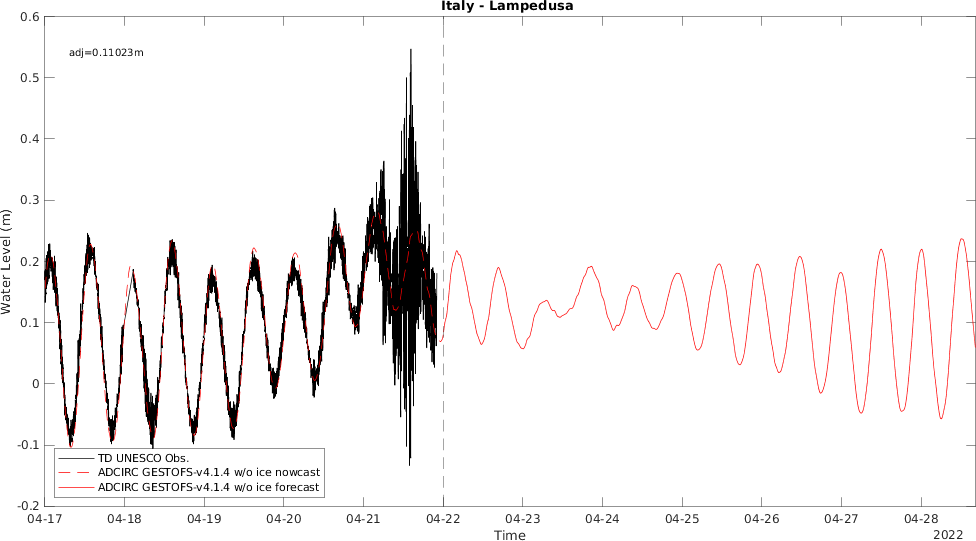 Italy - Lampedusa
adj=0.11023m
0.6
0.5
0.4
0.3
0.2
0.1
0
-0.1
-0.2
Water Level (m)
TD UNESCO Obs.
ADCIRC GESTOFS-v4.1.4 w/o ice nowcast
ADCIRC GESTOFS-v4.1.4 w/o ice forecast
04-17 04-18 04-19 04-20 04-21 04-22 04-23 04-24 04-25 04-26 04-27 04-28
Time
2022